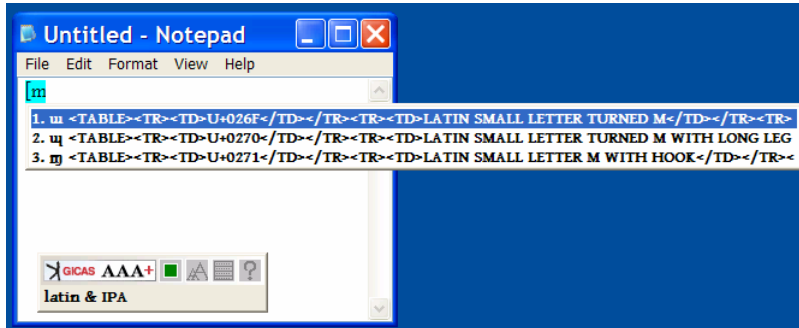 Untitled - Notepad
File Edit Format View Help
[m
1. ɯ <TABLE><TR><TD>U+026F</TD></TR><TR><TD>LATIN SMALL LETTER TURNED M</TD></TR><TR>
2. ɰ <TABLE><TR><TD>U+0270</TD></TR><TR><TD>LATIN SMALL LETTER TURNED M WITH LONG LEG
3. ɱ <TABLE><TR><TD>U+0271</TD></TR><TR><TD>LATIN SMALL LETTER M WITH HOOK</TD></TR><
GICAS AAA+ ?
latin & IPA